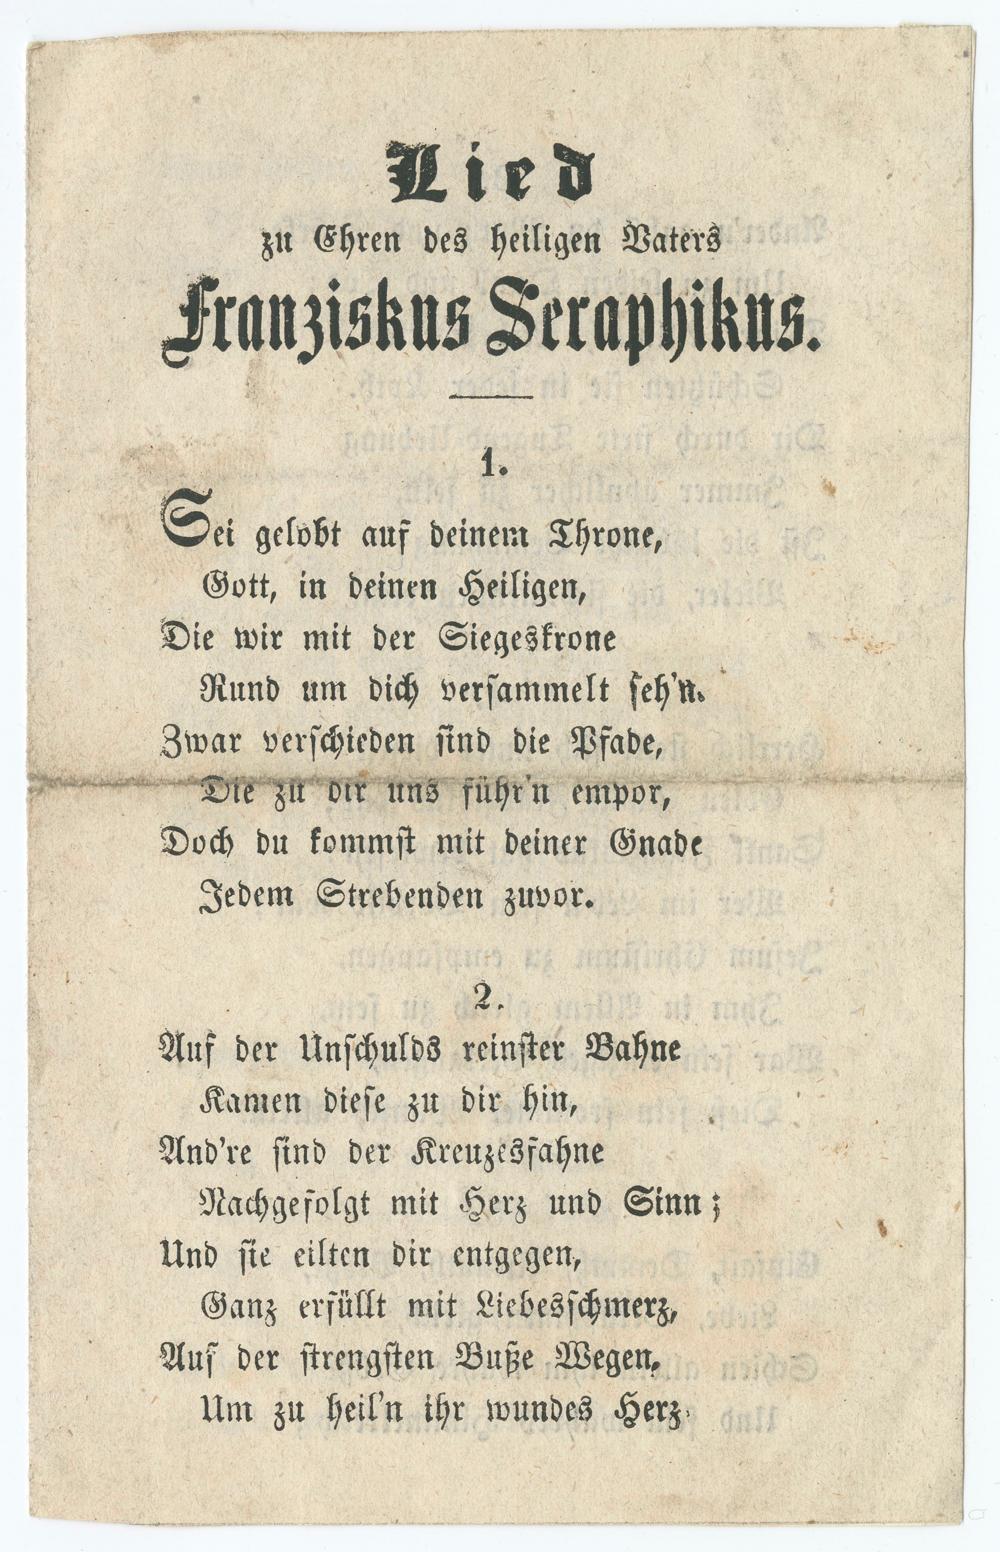 Lied
zu Ehren des heiligen Vaters
Franziskus Seraphikus.
1.
Sei gelobt auf deinem Throne,
Gott, in deinen Heiligen,
Die wir mit der Siegeskrone
Rund um dich versammelt seh'n.
Zwar verschieden sind die Pfade,
Die zu dir uns führ'n empor,
Doch du kommst mit deiner Gnade
Jedem Strebenden zuvor.
2.
Auf der Unschulds reinster Bahne
Kamen diese zu dir hin,
And're sind der Kreuzesfahne
Nachgefolgt mit Herz und Sinn;
Und sie eilten dir entgegen,
Ganz erfüllt mit Liebesschmerz,
Auf der strengsten Buße Wegen,
Um zu heil'n ihr wundes Herz.